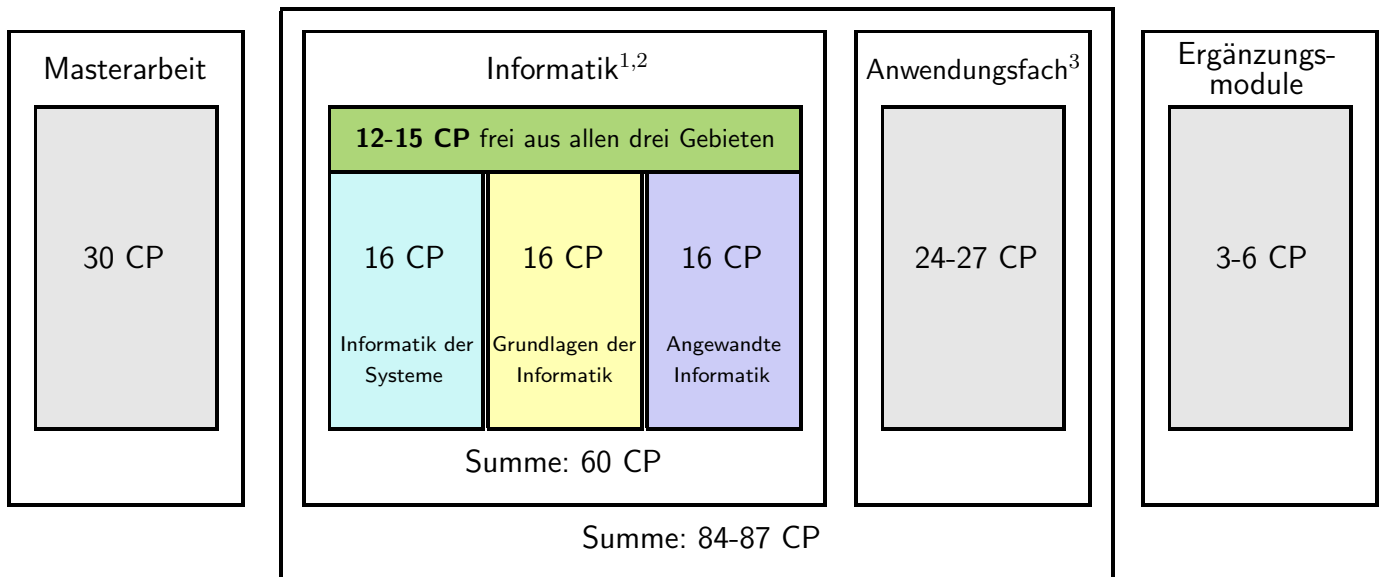 Masterarbeit
30 CP
Informatik1,2
12-15 CP frei aus allen drei Gebieten
16 CP
Informatik der
Systeme
16 CP
Grundlagen der
Informatik
16 CP
Angewandte
Informatik
Summe: 60 CP
Anwendungsfach3
24-27 CP
Summe: 84-87 CP
Ergänzungs-
module
3-6 CP